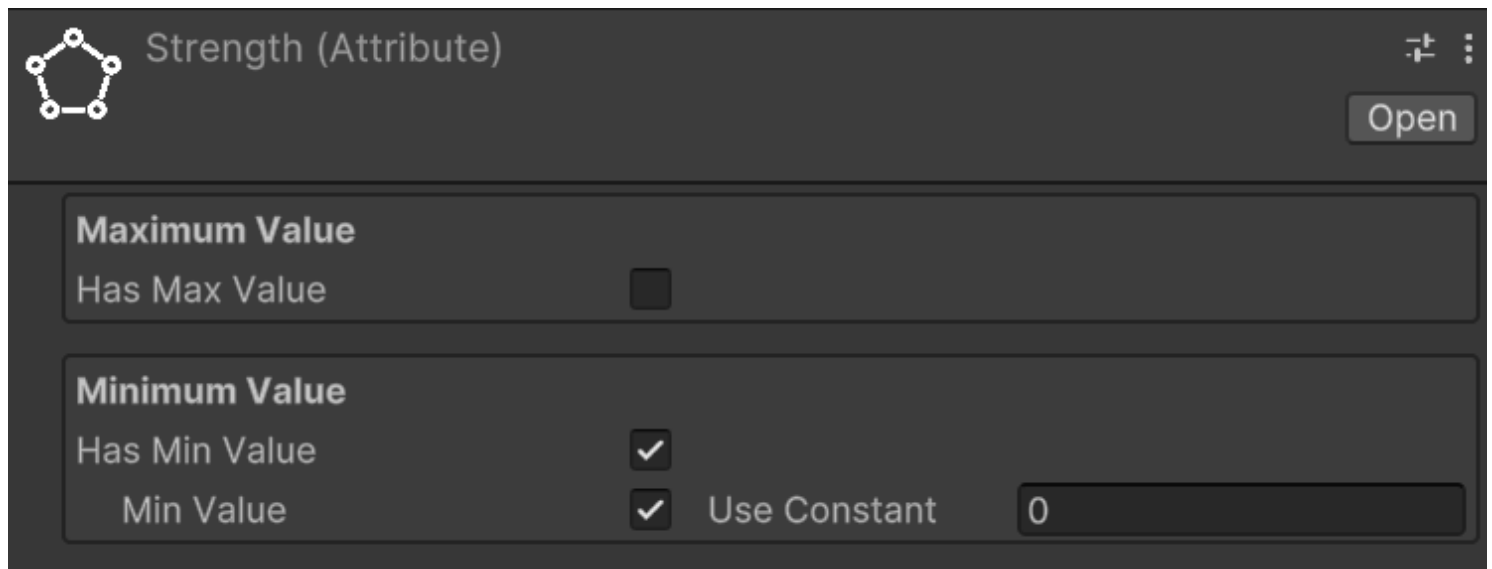 Strength (Attribute)
Open
Maximum Value
Has Max Value
Minimum Value
Has Min Value
Min Value Use Constant 0